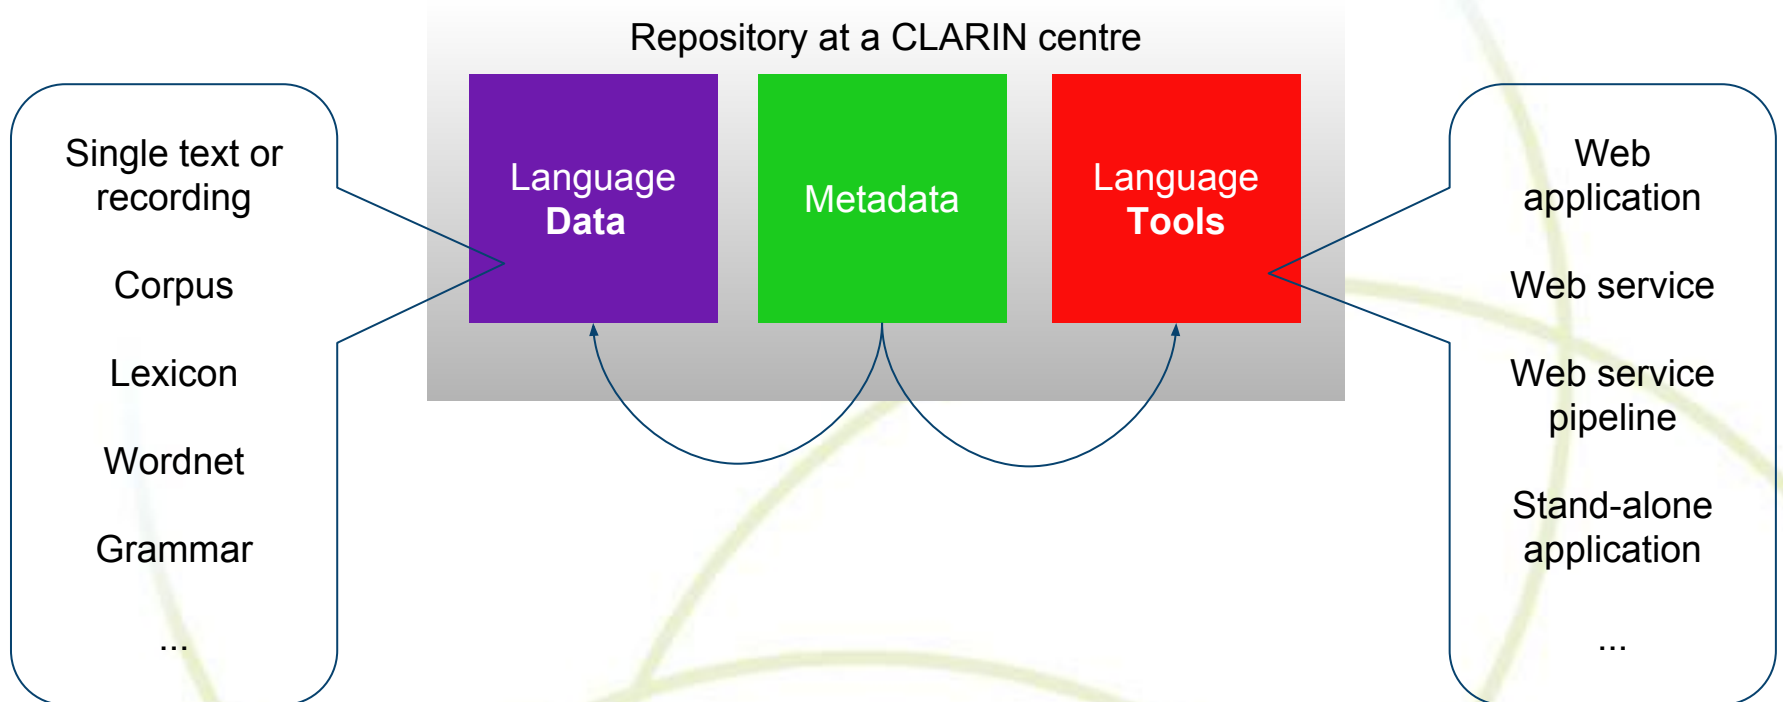 Repository at a CLARIN centre
Single text or
recording
Corpus
Lexicon
Wordnet
Grammar
...
Language
Data
Metadata
Language
Tools
Web
application
Web service
Web service
pipeline
Stand-alone
application
...